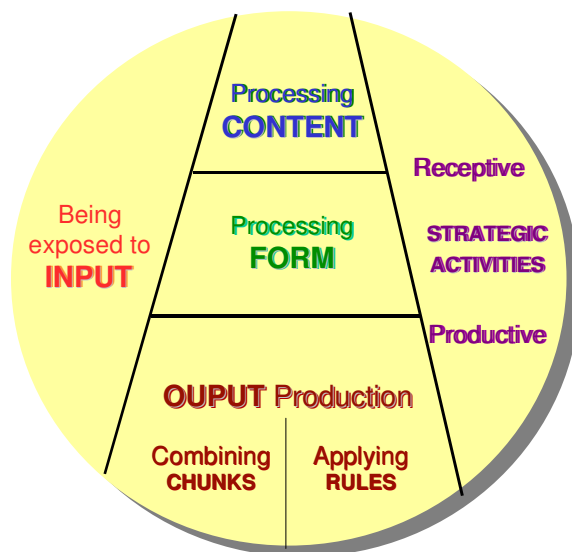 Being
exposed to
INPUT
Processing
CONTENT
Processing
FORM
OUPUT Production
Combining
CHUNKS
Applying
RULES
Receptive
STRATEGIC
ACTIVITIES
Productive